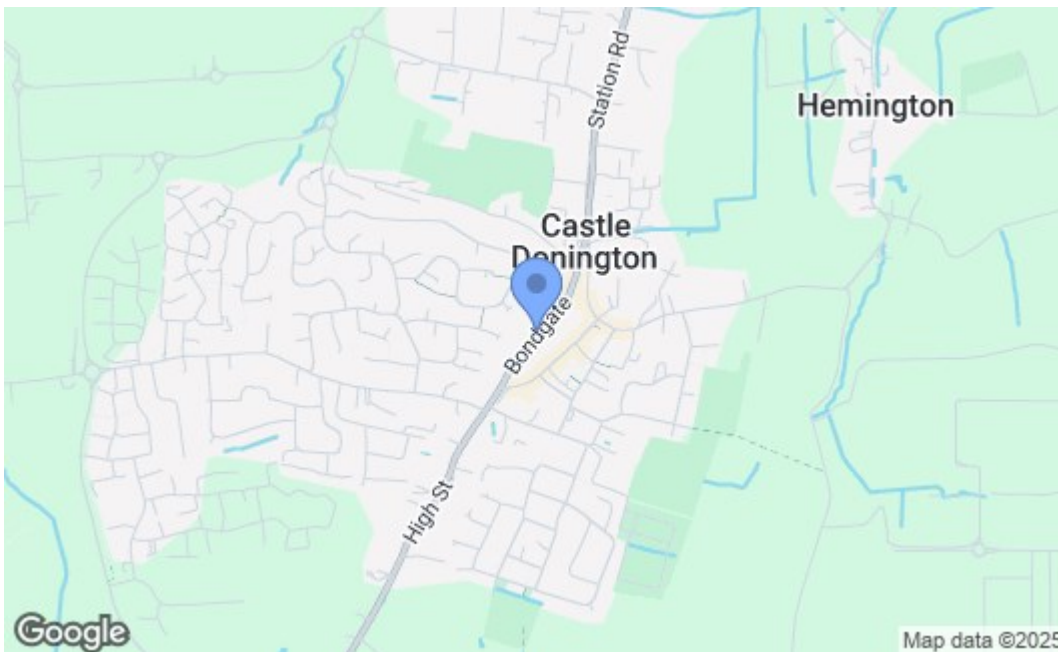 Station Rd
Hemington
Castle
Donington
Bondgate
High St
Google
Map data ©2025